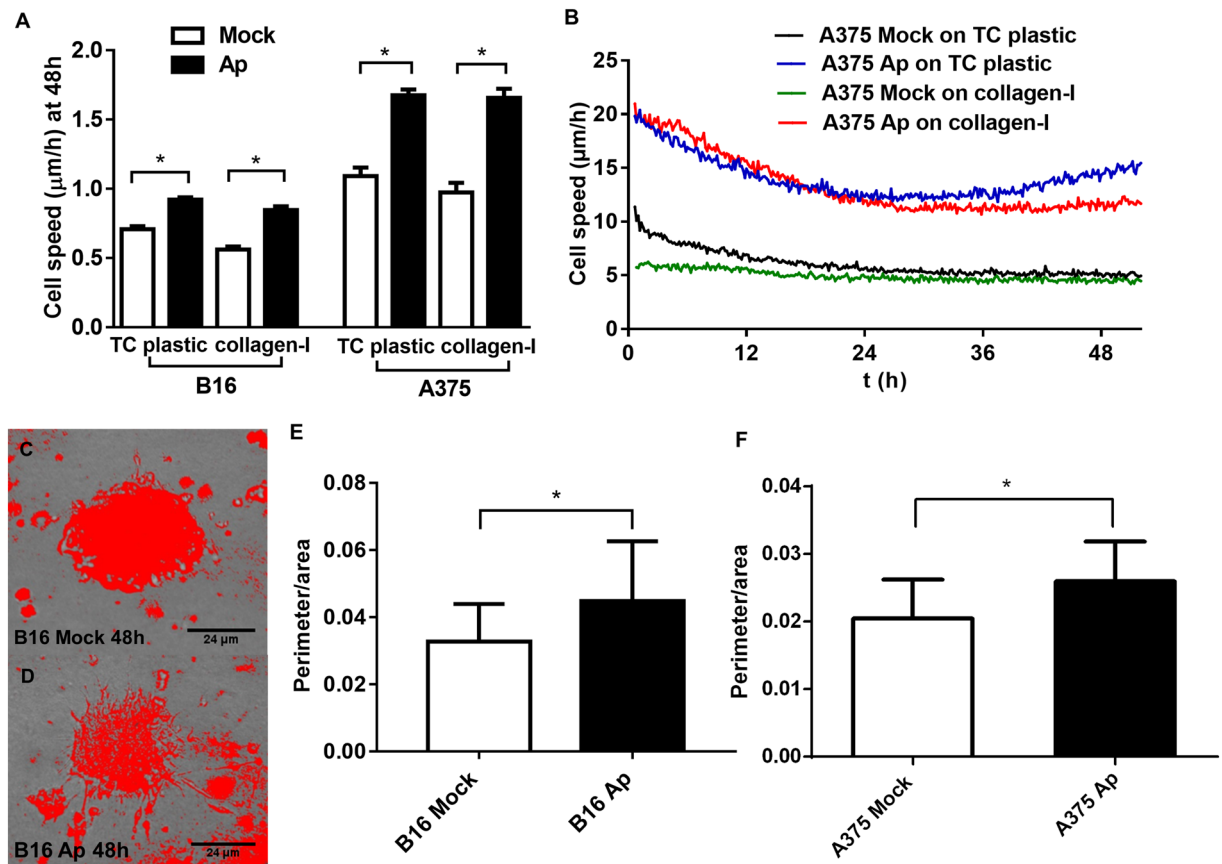 A
Mock
Ap
*
*
*
*
Cell speed (μm/h) at 48h
2.0
1.5
1.0
0.5
0.0
TC plastic collagen-I
TC plastic collagen-I
B16
A375
B
A375 Mock on TC plastic
A375 Ap on TC plastic
A375 Mock on collagen-I
A375 Ap on collagen-I
Cell speed (μm/h)
25
20
15
10
5
0
0 12 24 36 48
t (h)
C
B16 Mock 48h
24 μm
D
B16 Ap 48h
24 μm
E
*
Perimeter/area
0.08
0.06
0.04
0.02
0.00
B16 Mock
B16 Ap
F
*
Perimeter/area
0.04
0.03
0.02
0.01
0.00
A375 Mock
A375 Ap